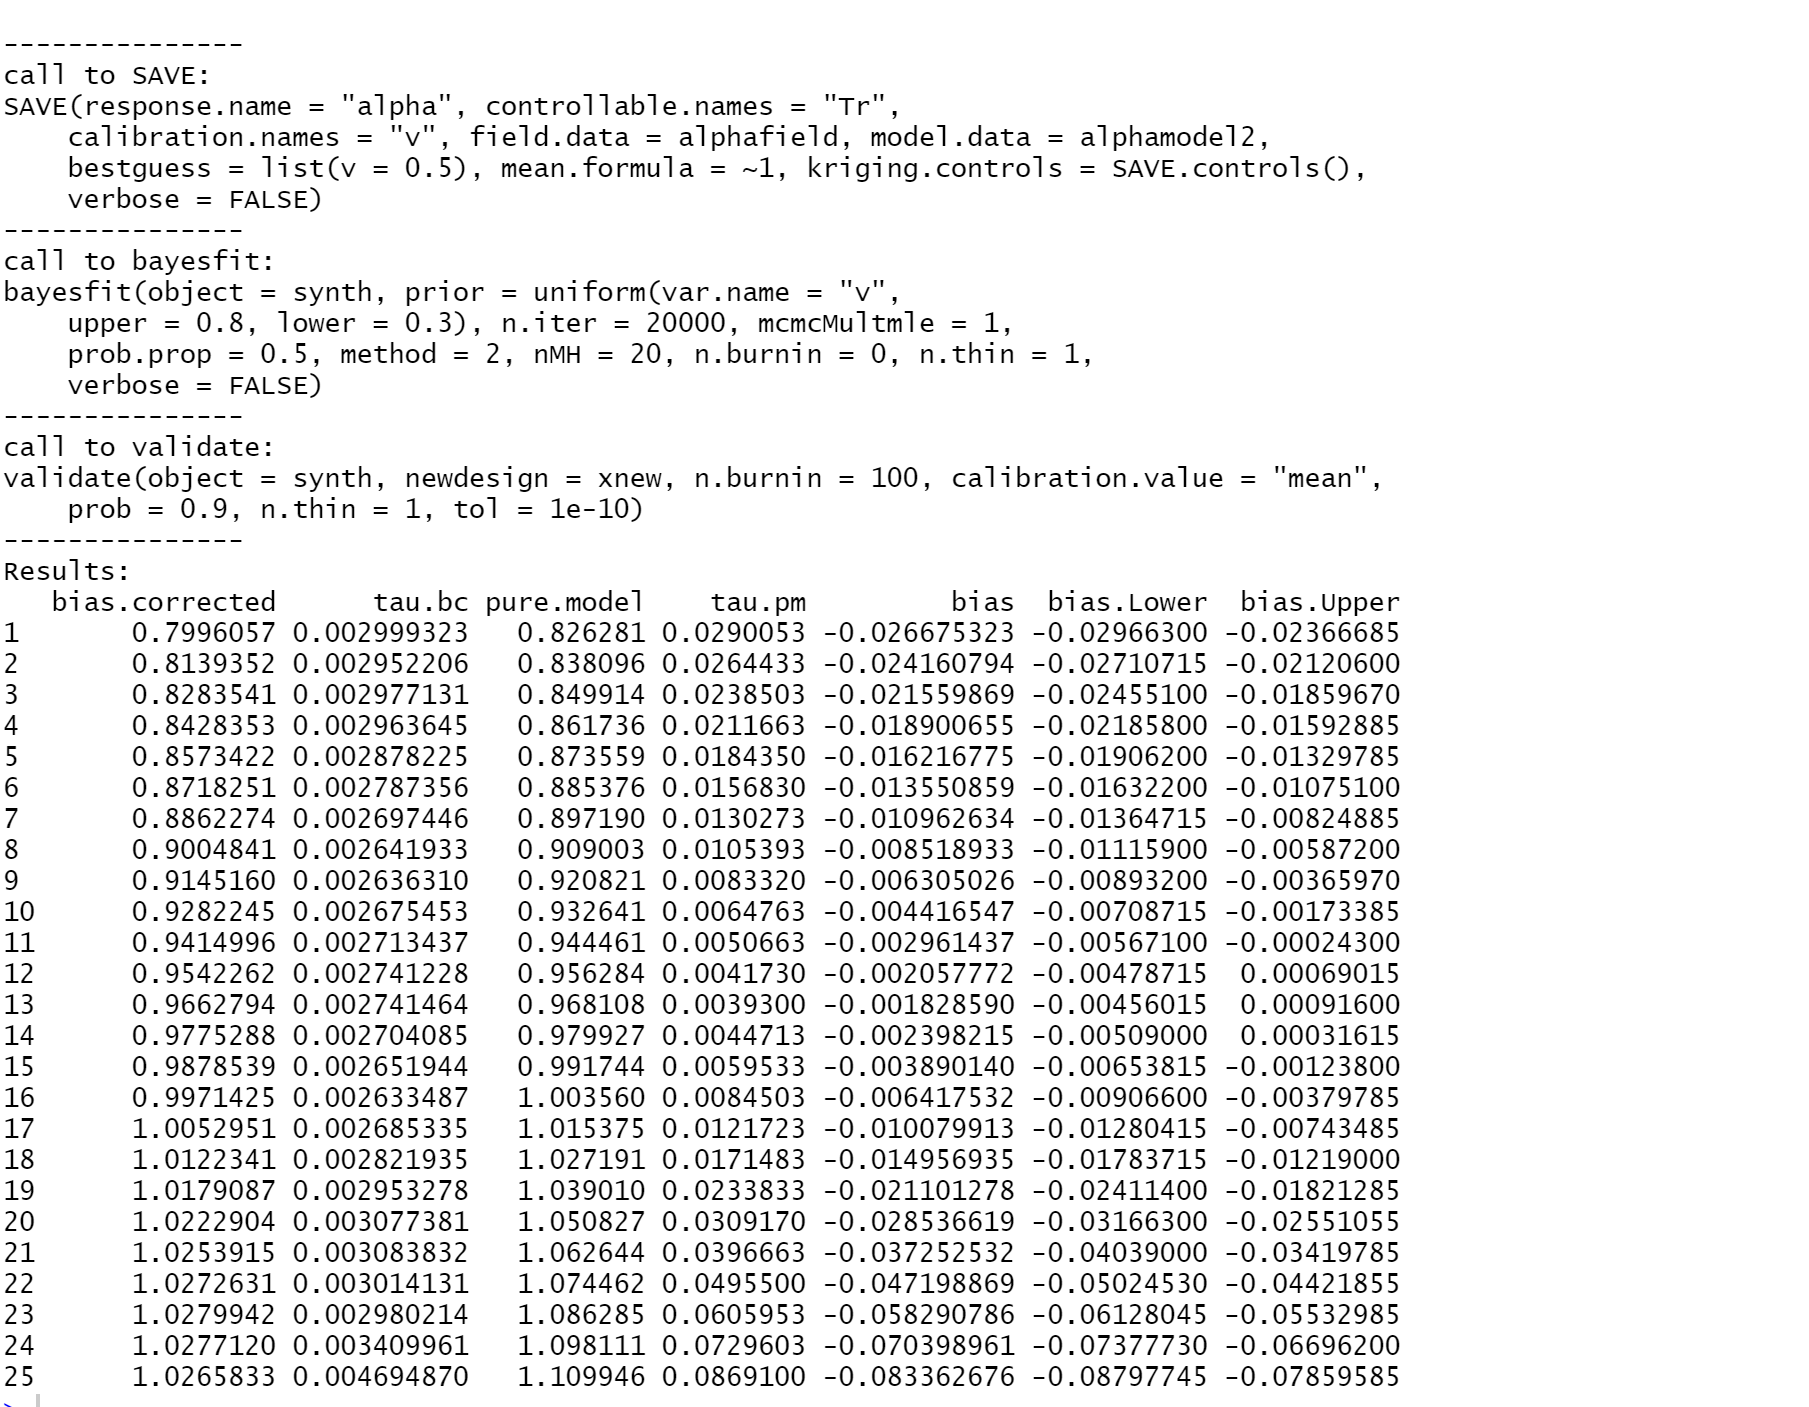 ---------------
call to SAVE:
SAVE(response.name = "alpha", controllable.names = "Tr",
    calibration.names = "v", field.data = alphafield, model.data = alphamodel2,
    bestguess = list(v = 0.5), mean.formula = ~1, kriging.controls = SAVE.controls(),
    verbose = FALSE)
---------------
call to bayesfit:
bayesfit(object = synth, prior = uniform(var.name = "v",
    upper = 0.8, lower = 0.3), n.iter = 20000, mcmcMultmle = 1,
    prob.prop = 0.5, method = 2, nMH = 20, n.burnin = 0, n.thin = 1,
    verbose = FALSE)
---------------
call to validate:
validate(object = synth, newdesign = xnew, n.burnin = 100, calibration.value = "mean",
    prob = 0.9, n.thin = 1, tol = 1e-10)
---------------
Results:
   bias.corrected      tau.bc pure.model    tau.pm         bias  bias.Lower  bias.Upper
1       0.7996057 0.002999323   0.826281 0.0290053 -0.026675323 -0.02966300 -0.02366685
2       0.8139352 0.002952206   0.838096 0.0264433 -0.024160794 -0.02710715 -0.02120600
3       0.8283541 0.002977131   0.849914 0.0238503 -0.021559869 -0.02455100 -0.01859670
4       0.8428353 0.002963645   0.861736 0.0211663 -0.018900655 -0.02185800 -0.01592885
5       0.8573422 0.002878225   0.873559 0.0184350 -0.016216775 -0.01906200 -0.01329785
6       0.8718251 0.002787356   0.885376 0.0156830 -0.013550859 -0.01632200 -0.01075100
7       0.8862274 0.002697446   0.897190 0.0130273 -0.010962634 -0.01364715 -0.00824885
8       0.9004841 0.002641933   0.909003 0.0105393 -0.008518933 -0.01115900 -0.00587200
9       0.9145160 0.002636310   0.920821 0.0083320 -0.006305026 -0.00893200 -0.00365970
10      0.9282245 0.002675453   0.932641 0.0064763 -0.004416547 -0.00708715 -0.00173385
11      0.9414996 0.002713437   0.944461 0.0050663 -0.002961437 -0.00567100 -0.00024300
12      0.9542262 0.002741228   0.956284 0.0041730 -0.002057772 -0.00478715  0.00069015
13      0.9662794 0.002741464   0.968108 0.0039300 -0.001828590 -0.00456015  0.00091600
14      0.9775288 0.002704085   0.979927 0.0044713 -0.002398215 -0.00509000  0.00031615
15      0.9878539 0.002651944   0.991744 0.0059533 -0.003890140 -0.00653815 -0.00123800
16      0.9971425 0.002633487   1.003560 0.0084503 -0.006417532 -0.00906600 -0.00379785
17      1.0052951 0.002685335   1.015375 0.0121723 -0.010079913 -0.01280415 -0.00743485
18      1.0122341 0.002821935   1.027191 0.0171483 -0.014956935 -0.01783715 -0.01219000
19      1.0179087 0.002953278   1.039010 0.0233833 -0.021101278 -0.02411400 -0.01821285
20      1.0222904 0.003077381   1.050827 0.0309170 -0.028536619 -0.03166300 -0.02551055
21      1.0253915 0.003083832   1.062644 0.0396663 -0.037252532 -0.04039000 -0.03419785
22      1.0272631 0.003014131   1.074462 0.0495500 -0.047198869 -0.05024530 -0.04421855
23      1.0279942 0.002980214   1.086285 0.0605953 -0.058290786 -0.06128045 -0.05532985
24      1.0277120 0.003409961   1.098111 0.0729603 -0.070398961 -0.07377730 -0.06696200
25      1.0265833 0.004694870   1.109946 0.0869100 -0.083362676 -0.08797745 -0.07859585